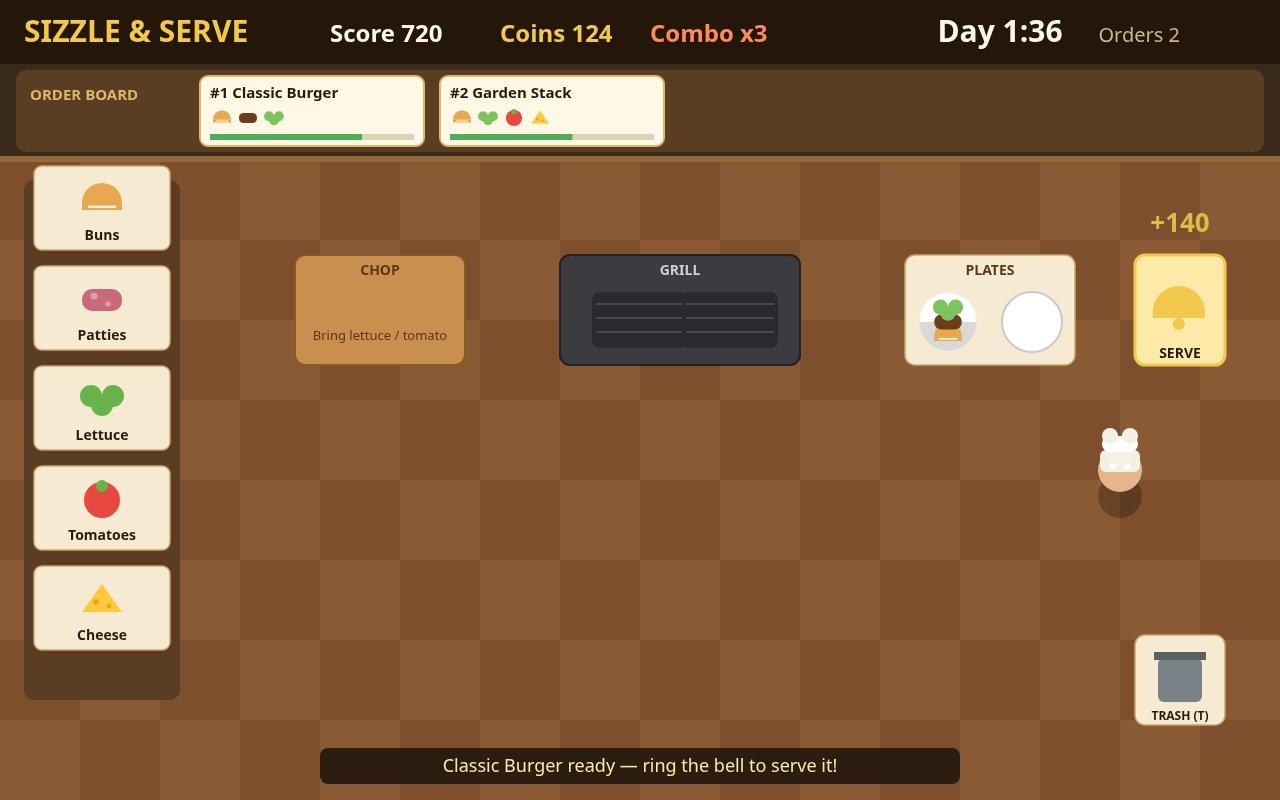 SIZZLE & SERVE
Score 720
Coins 124
Combo x3
Day 1:36
Orders 2
ORDER BOARD
#1 Classic Burger
#2 Garden Stack
Buns
Patties
Lettuce
Tomatoes
Cheese
CHOP
Bring lettuce / tomato
GRILL
PLATES
+140
SERVE
TRASH (T)
Classic Burger ready — ring the bell to serve it!